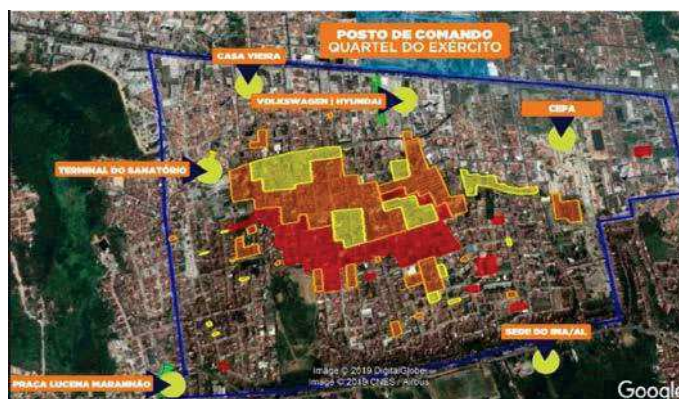 POSTO DE COMANDO
QUARTEL DO EXÉRCITO
CASA VIEIRA
VOLKSWAGEN | HYUNDAI
CEPA
TERMINAL DO SANATÓRIO
SEDE DO IMA/AL
PRAÇA LUCENA MARANHÃO
Image © 2019 DigitalGlobe
Image © 2019 CNES / Airbus
Google